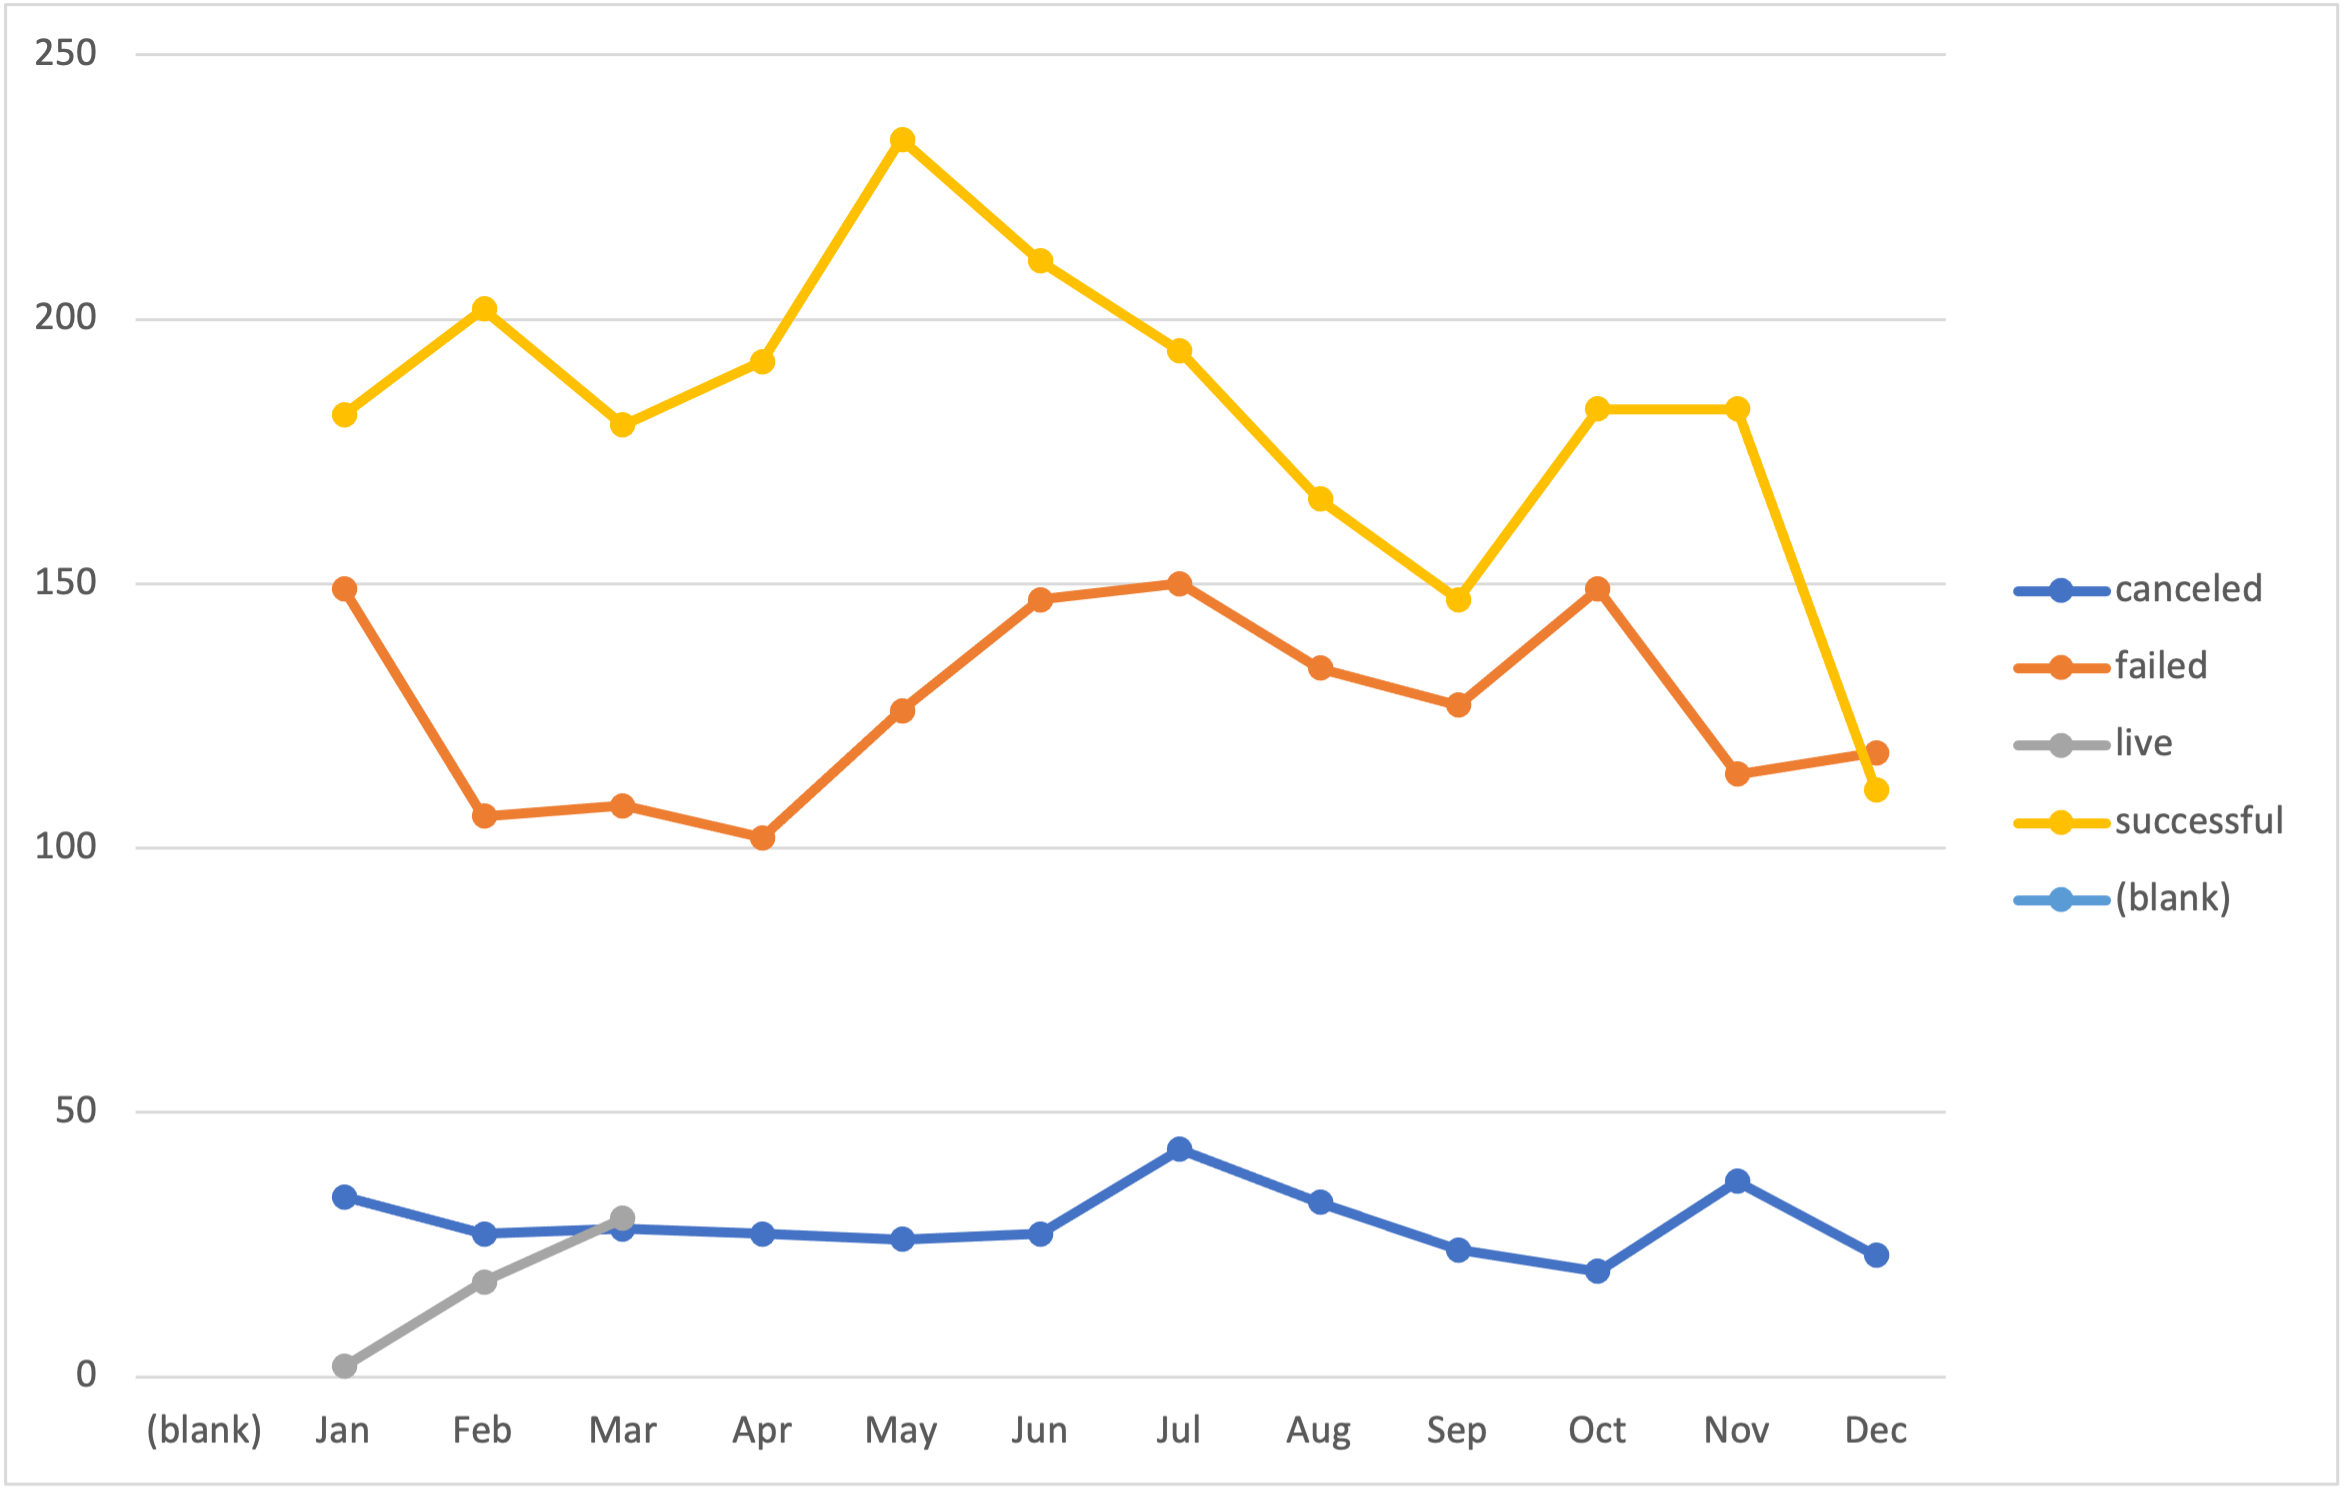 250
200
150
100
50
0
(blank) Jan Feb Mar Apr May Jun Jul Aug Sep Oct Nov Dec
canceled
failed
live
successful
(blank)